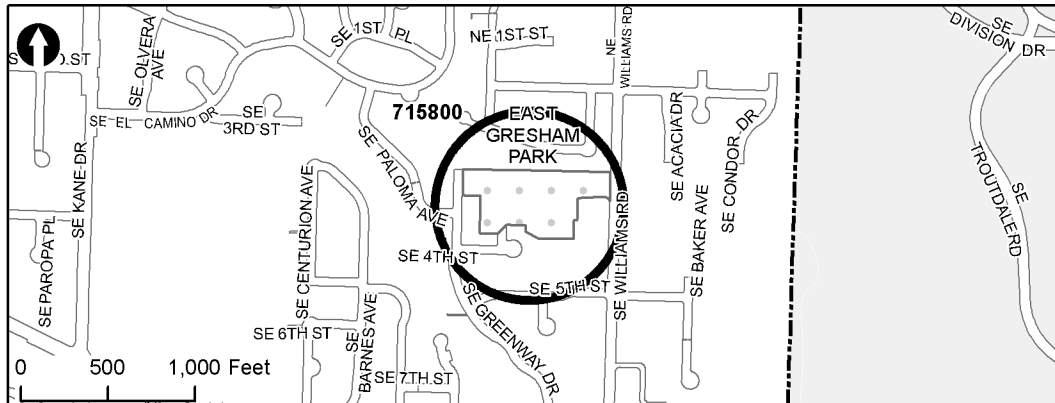 SE 1ST PL
NE 1ST ST
NE WILLIAMS RD
SE DIVISION DR
SE OLVERA AVE
SE EL CAMINO DR
SE 3RD ST
715800
EAST
GRESHAM
PARK
SE PALOMA AVE
SE ACACIA DR
SE CONDOR DR
SE TROUTDALE RD
SE KANE DR
SE PAROPA PL
SE CENTURION AVE
SE 4TH ST
SE WILLIAMS RD
SE BAKER AVE
SE 5TH ST
SE GREENWAY DR
SE 6TH ST
SE BARNES AVE
SE 7TH ST
0 500 1,000 Feet